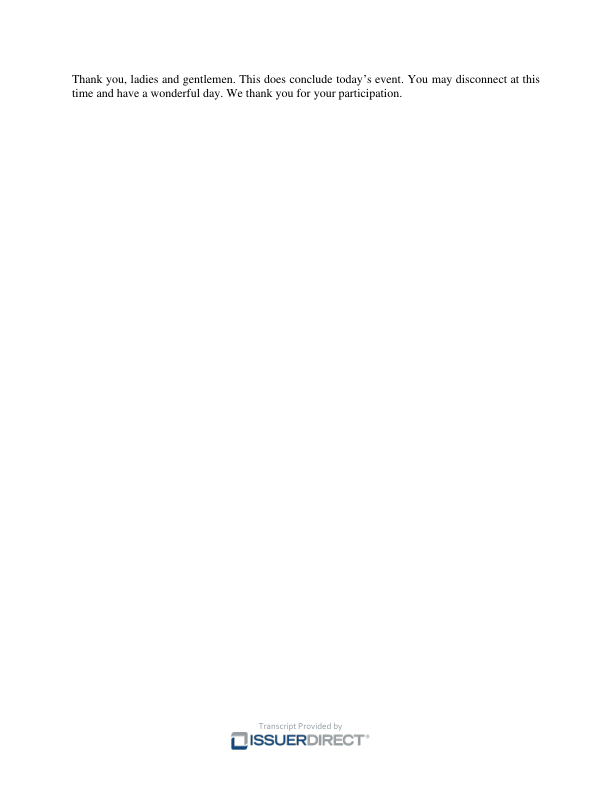 Thank you, ladies and gentlemen. This does conclude today’s event. You may disconnect at this
time and have a wonderful day. We thank you for your participation.
Transcript Provided by
ISSUERDIRECT®